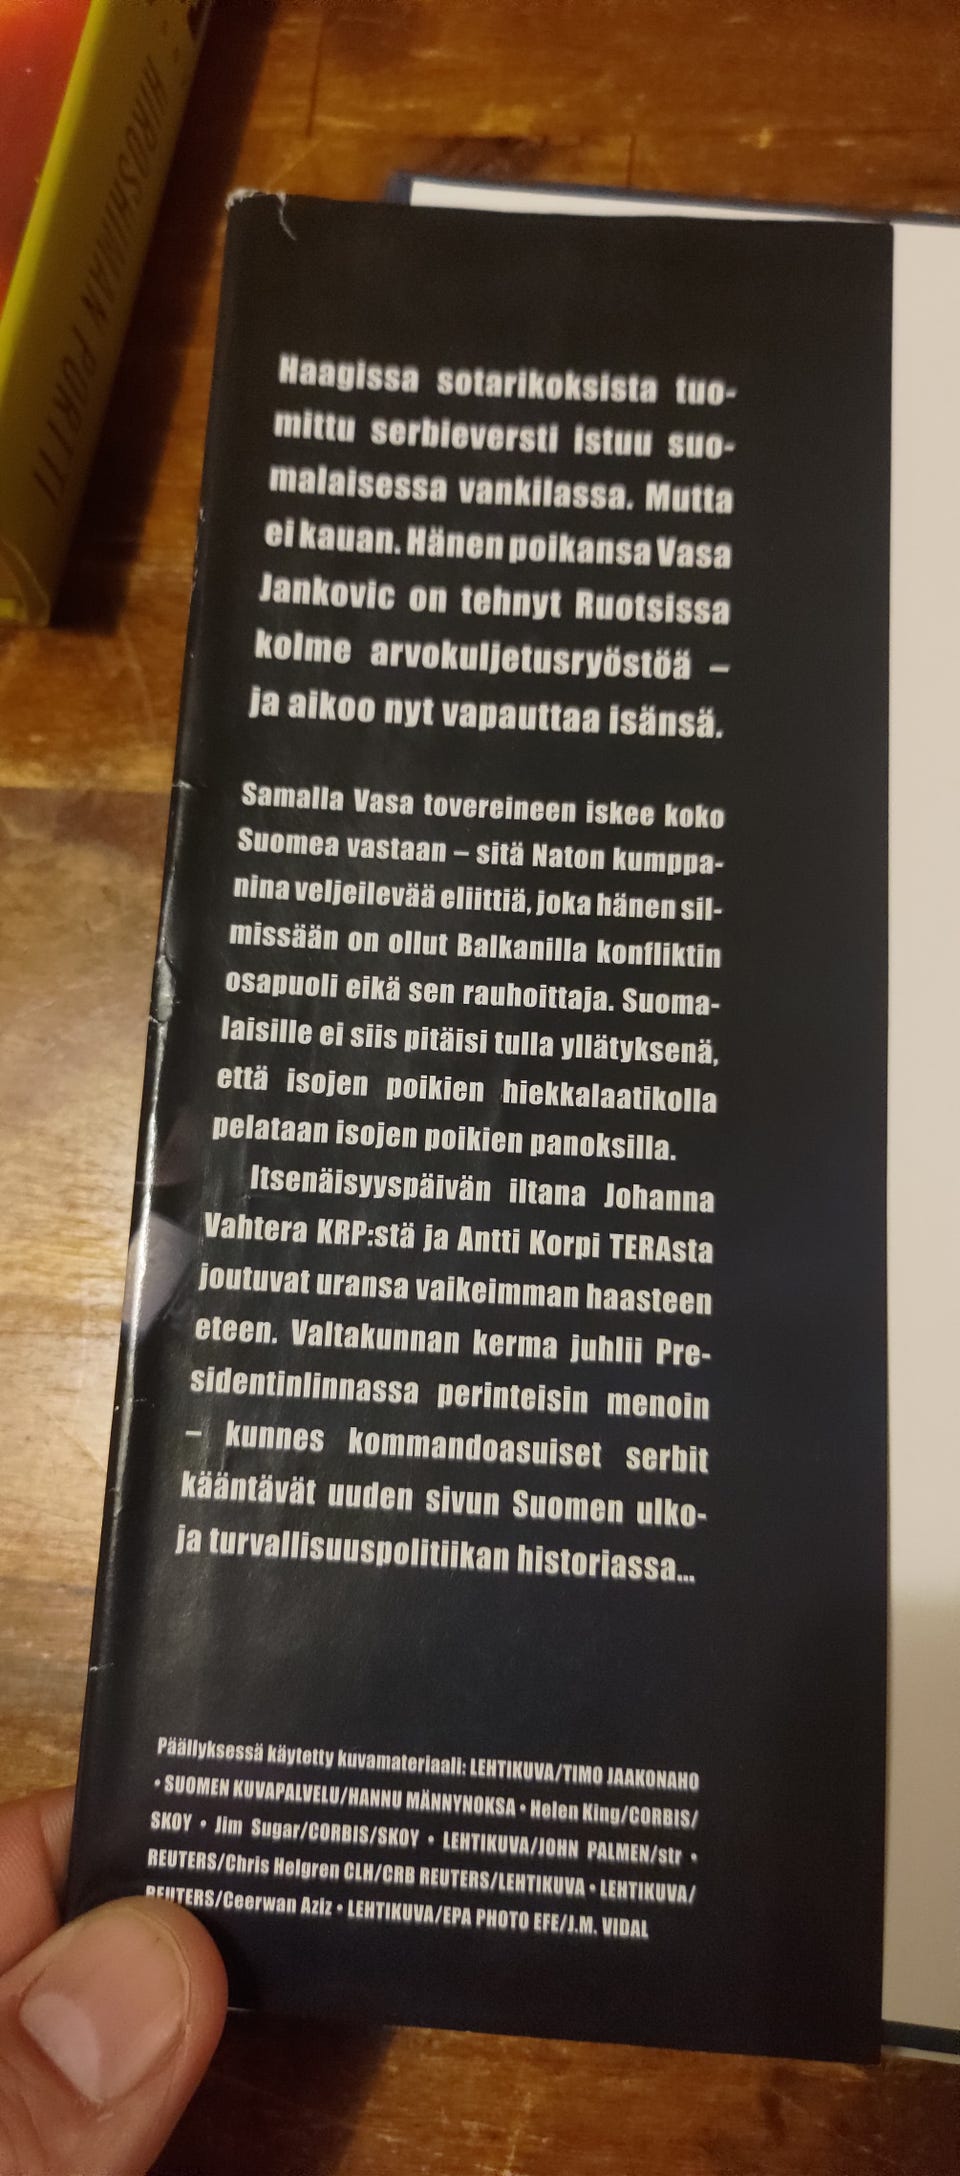 HIROSHIMAN PORTTI
Haagissa sotarikoksista tuo-
mittu serbieversti istuu suo-
malaisessa vankilassa. Mutta
ei kauan. Hänen poikansa Vasa
Jankovic on tehnyt Ruotsissa
kolme arvokuljetusryöstöä –
ja aikoo nyt vapauttaa isänsä.
Samalla Vasa tovereineen iskee koko
Suomea vastaan – sitä Naton kumppa-
nina veljeilevää eliittiä, joka hänen sil-
missään on ollut Balkanilla konfliktin
osapuoli eikä sen rauhoittaja. Suoma-
laisille ei siis pitäisi tulla yllätyksenä,
että isojen poikien hiekkalaatikolla
pelataan isojen poikien panoksilla.
Itsenäisyyspäivän iltana Johanna
Vahtera KRP:stä ja Antti Korpi TERAsta
joutuvat uransa vaikeimman haasteen
eteen. Valtakunnan kerma juhlii Pre-
sidentinlinnassa perinteisin menoin
– kunnes kommandoasuiset serbit
kääntävät uuden sivun Suomen ulko-
ja turvallisuuspolitiikan historiassa...
Päällyksessä käytetty kuvamateriaali: LEHTIKUVA/TIMO JAAKONAHO
• SUOMEN KUVAPALVELU/HANNU MÄNNYNOKSA • Helen King/CORBIS/
SKOY • Jim Sugar/CORBIS/SKOY • LEHTIKUVA/JOHN PALMEN/str •
REUTERS/Chris Helgren CLH/CRB REUTERS/LEHTIKUVA • LEHTIKUVA/
REUTERS/Ceerwan Aziz • LEHTIKUVA/EPA PHOTO EFE/J.M. VIDAL